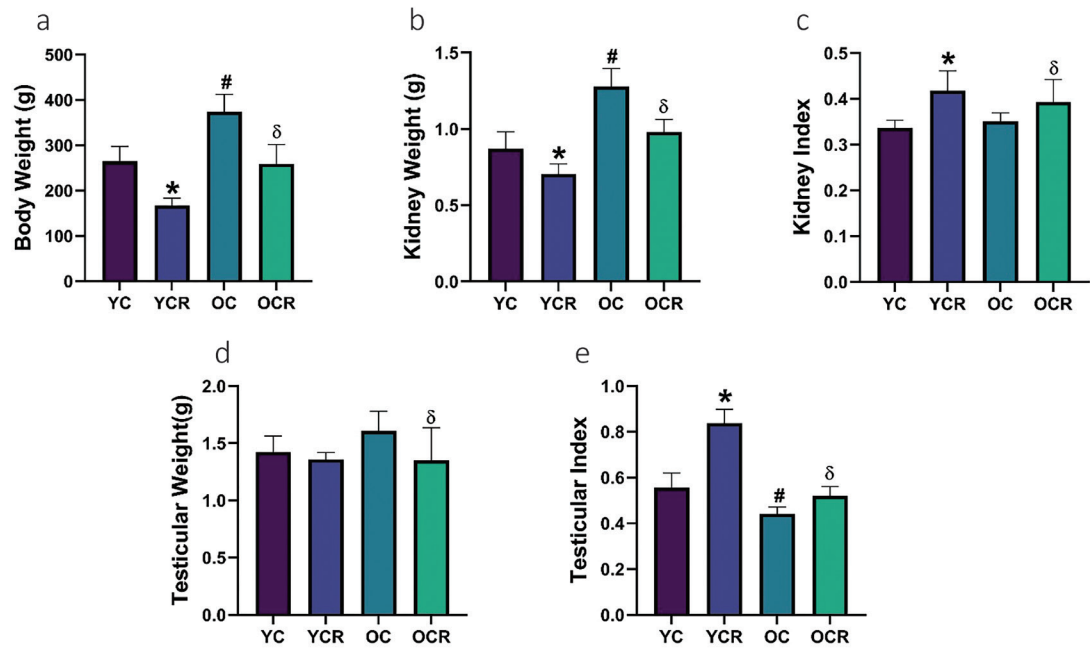 a
Body Weight (g)
500
400
300
200
100
0
*
#
δ
YC YCR OC OCR
b
Kidney Weight (g)
1.5
1.0
0.5
0.0
*
#
δ
YC YCR OC OCR
c
Kidney Index
0.5
0.4
0.3
0.2
0.1
0.0
*
δ
YC YCR OC OCR
d
Testicular Weight(g)
2.0
1.5
1.0
0.5
0.0
δ
YC YCR OC OCR
e
Testicular Index
1.0
0.8
0.6
0.4
0.2
0.0
*
#
δ
YC YCR OC OCR